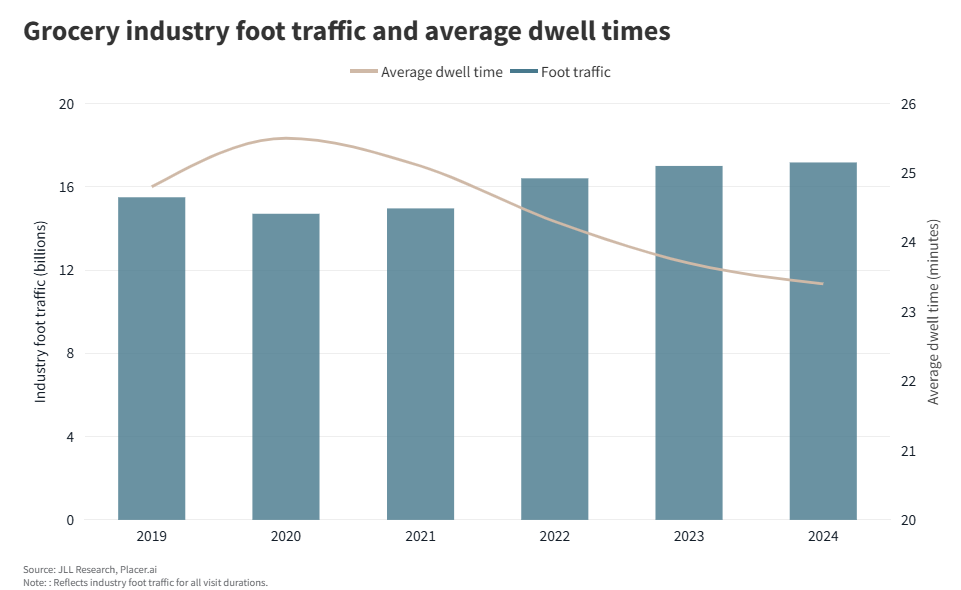 Grocery industry foot traffic and average dwell times
Average dwell time Foot traffic
Industry foot traffic (billions)
20
16
12
8
4
0
26
25
24
23
22
21
20
Average dwell time (minutes)
2019 2020 2021 2022 2023 2024
Source: JLL Research, Placer.ai
Note: : Reflects industry foot traffic for all visit durations.